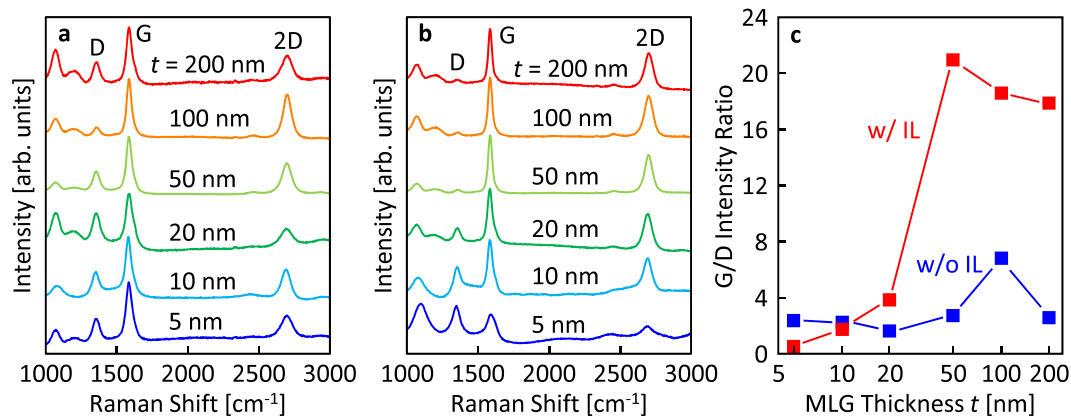 a
D
G
2D
t = 200 nm
100 nm
50 nm
20 nm
10 nm
5 nm
Intensity [arb. units]
1000 1500 2000 2500 3000
Raman Shift [cm-1]
b
D
G
2D
t = 200 nm
100 nm
50 nm
20 nm
10 nm
5 nm
Intensity [arb. units]
1000 1500 2000 2500 3000
Raman Shift [cm-1]
c
24
20
16
12
8
4
0
G/D Intensity Ratio
w/ IL
w/o IL
5 10 20 50 100 200
MLG Thickness t [nm]